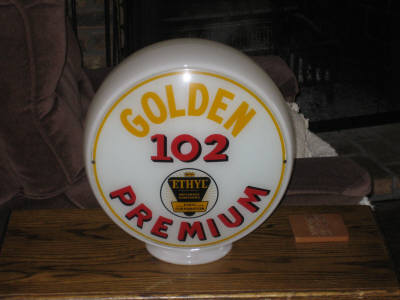 GOLDEN
102
ETHYL
PREMIUM